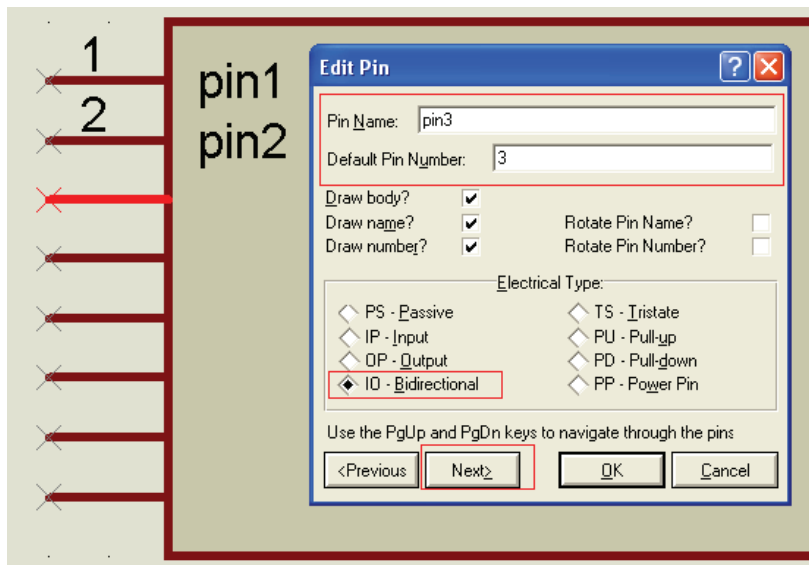 1
pin1
2
pin2
Edit Pin
Pin Name: pin3
Default Pin Number: 3
Draw body?
Draw name? Rotate Pin Name?
Draw number? Rotate Pin Number?
Electrical Type:
PS - Passive TS - Tristate
IP - Input PU - Pull-up
OP - Output PD - Pull-down
IO - Bidirectional PP - Power Pin
Use the PgUp and PgDn keys to navigate through the pins
<Previous Next> OK Cancel